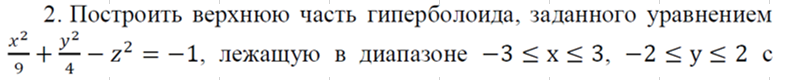 2. Построить верхнюю часть гиперболоида, заданного уравнением
x²/9 + y²/4 − z² = −1, лежащую в диапазоне −3 ≤ x ≤ 3, −2 ≤ y ≤ 2 с